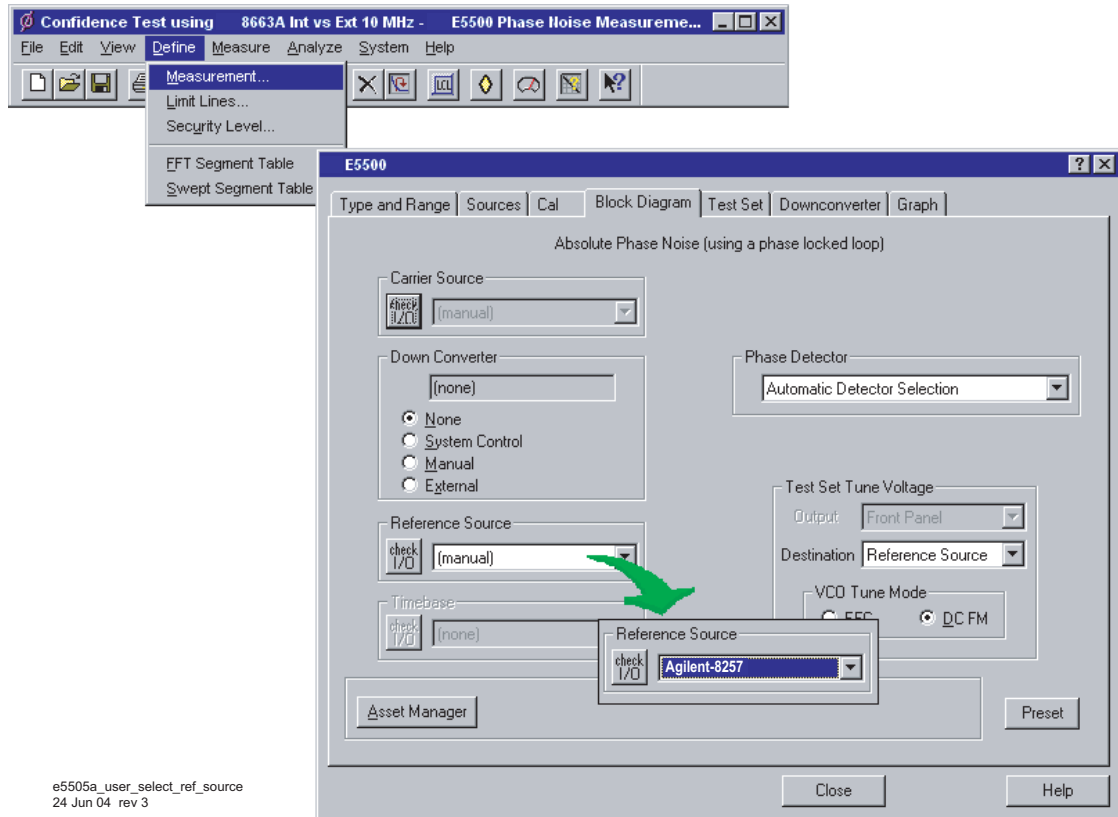 Confidence Test using 8663A Int vs Ext 10 MHz - E5500 Phase Noise Measureme...
File Edit View Define Measure Analyze System Help
Measurement...
Limit Lines...
Security Level...
FFT Segment Table
Swept Segment Table
E5500
Type and Range Sources Cal Block Diagram Test Set Downconverter Graph
Absolute Phase Noise (using a phase locked loop)
Carrier Source
check I/O (manual)
Down Converter
(none)
None
System Control
Manual
External
Phase Detector
Automatic Detector Selection
Reference Source
check I/O (manual)
Timebase
check I/O (none)
Test Set Tune Voltage
Output Front Panel
Destination Reference Source
VCO Tune Mode
DC FM
Reference Source
check I/O Agilent-8257
Asset Manager
Preset
Close Help
e5505a_user_select_ref_source
24 Jun 04 rev 3